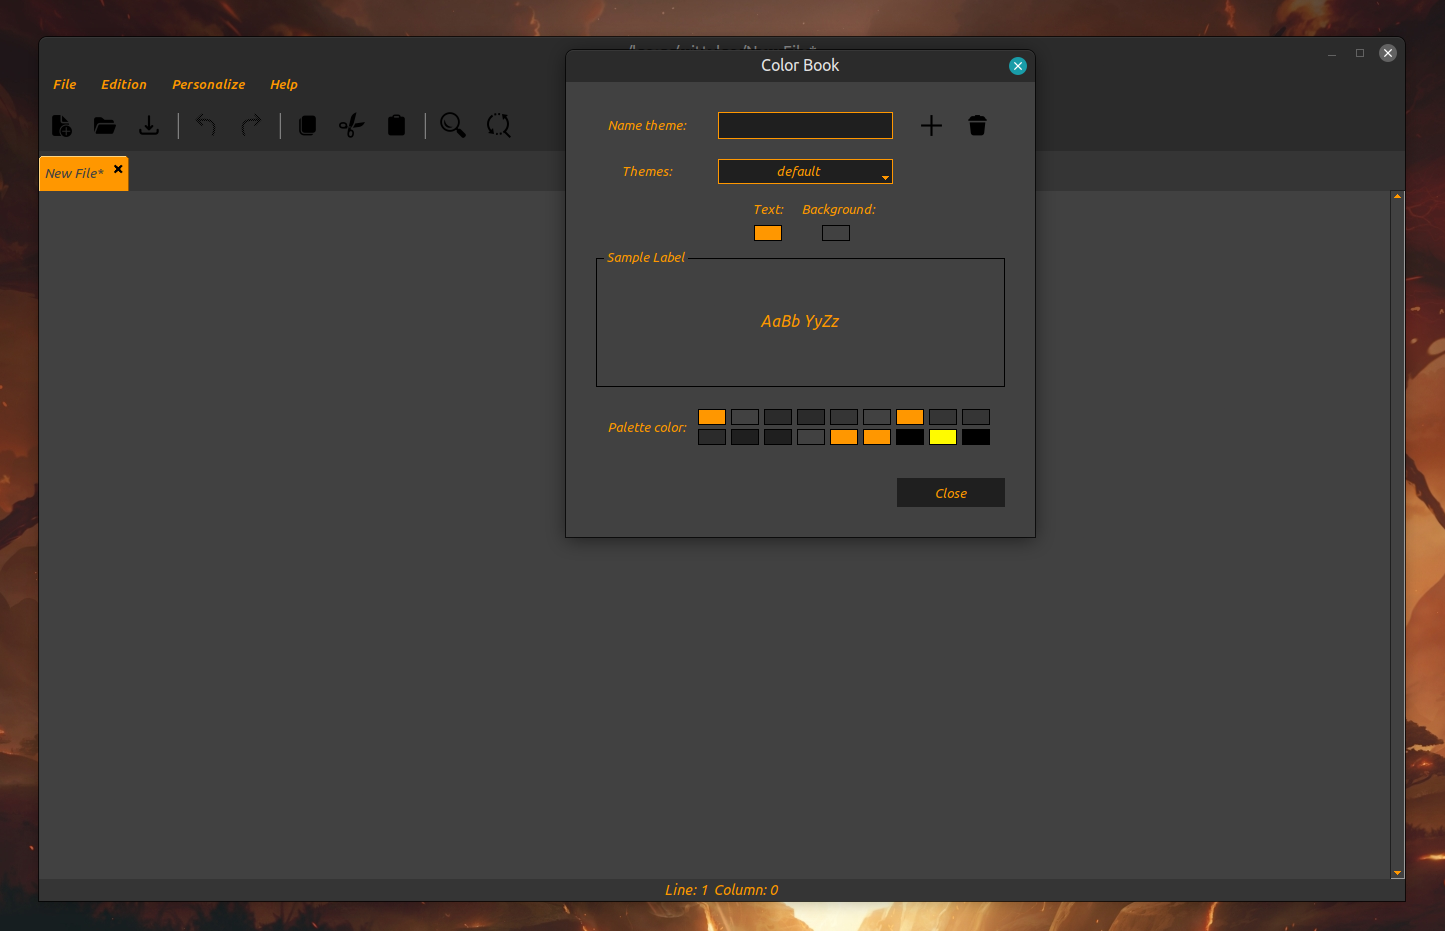 Color Book
File Edition Personalize Help
Name theme:
New File*
Themes: default
Text: Background:
Sample Label
AaBb YyZz
Palette color:
Close
Line: 1 Column: 0